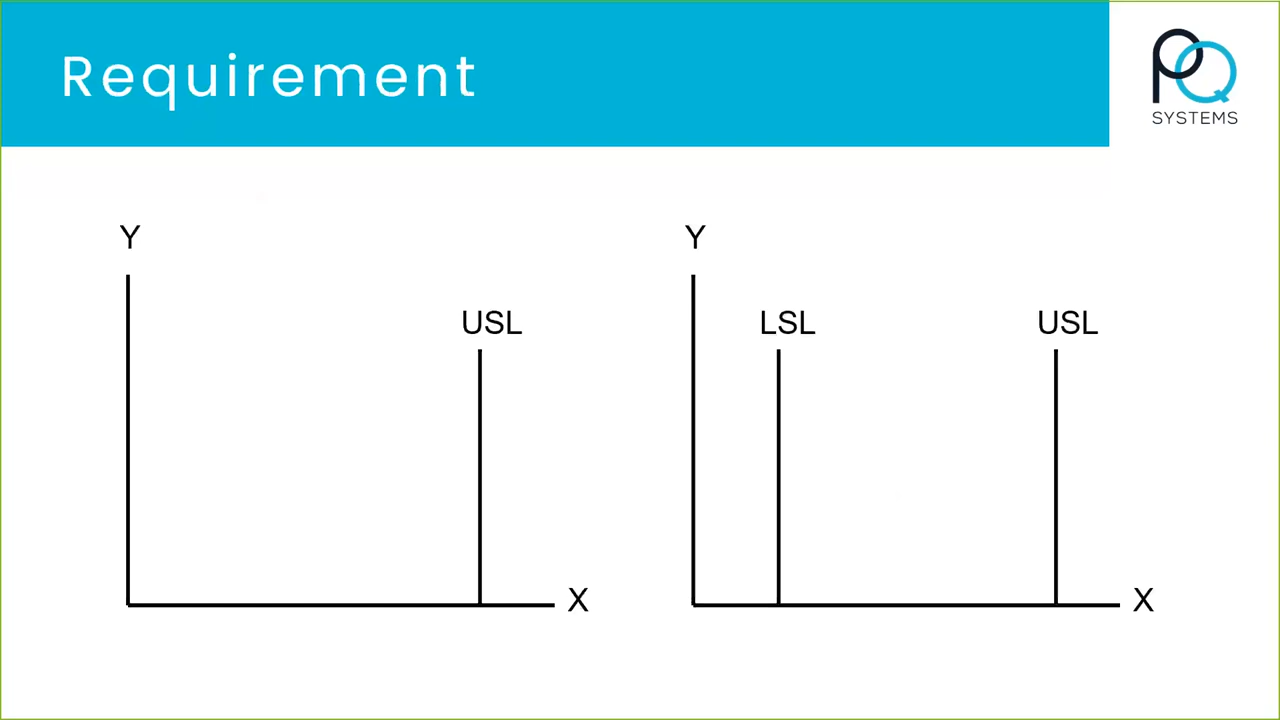 Requirement
PQ
SYSTEMS
Y
USL
X
Y
LSL
USL
X